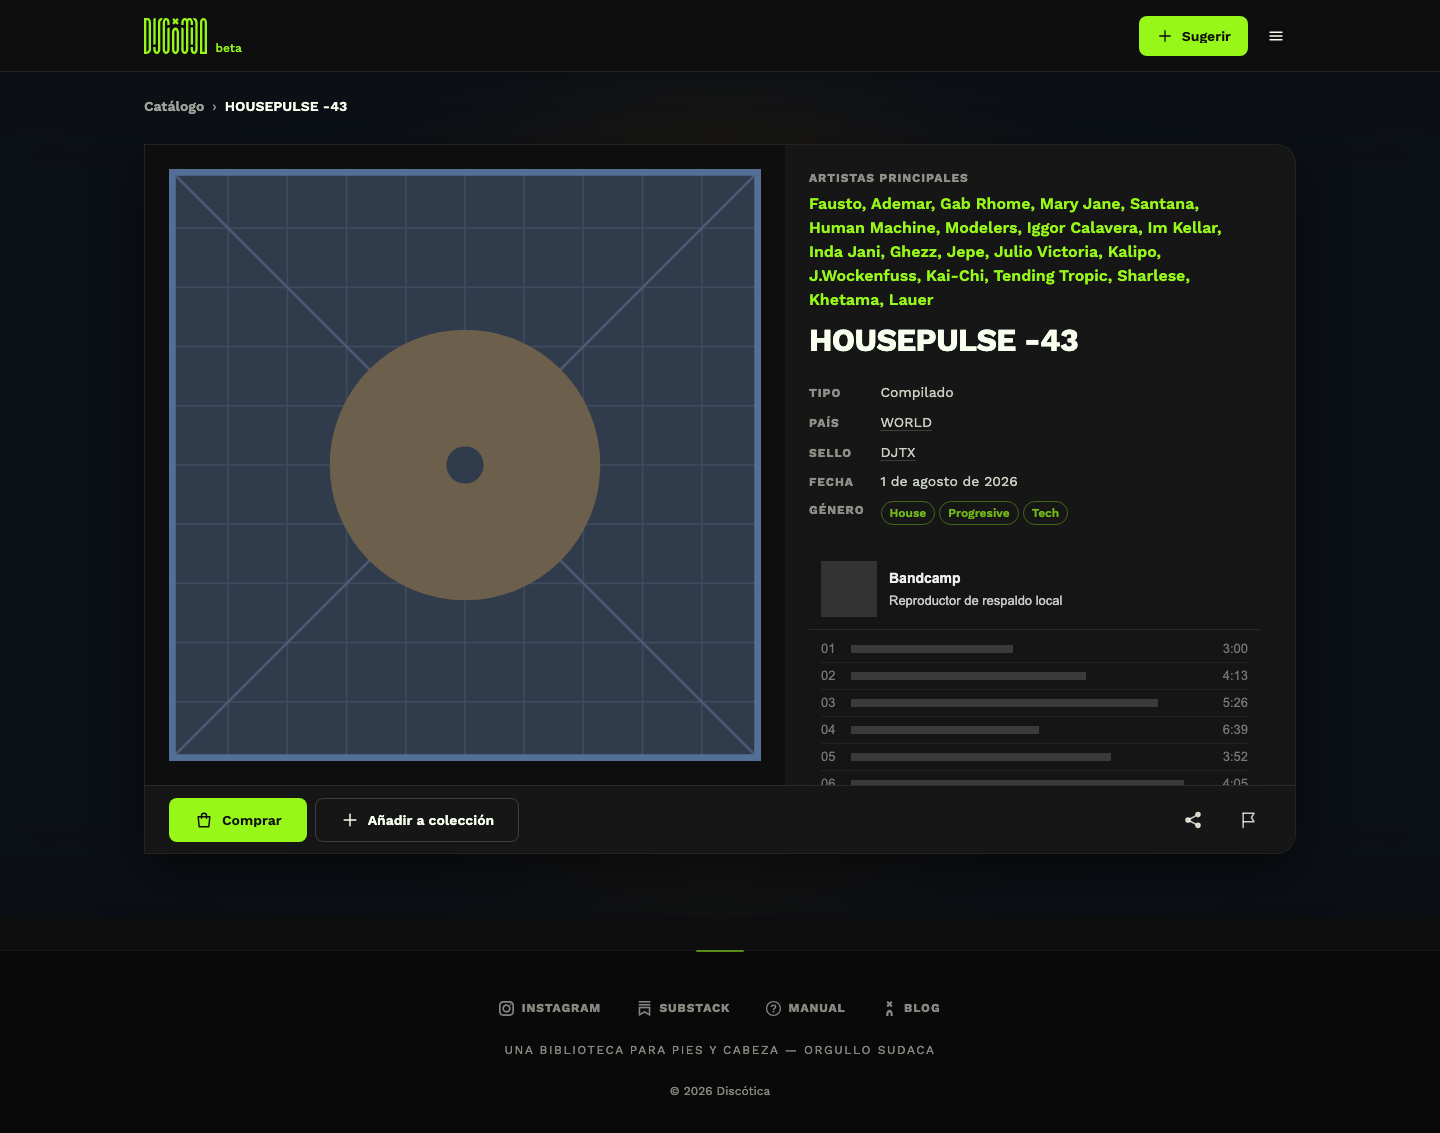 DISCÓTICA beta
Sugerir
Catálogo › HOUSEPULSE -43
ARTISTAS PRINCIPALES
Fausto, Ademar, Gab Rhome, Mary Jane, Santana,
Human Machine, Modelers, Iggor Calavera, Im Kellar,
Inda Jani, Ghezz, Jepe, Julio Victoria, Kalipo,
J.Wockenfuss, Kai-Chi, Tending Tropic, Sharlese,
Khetama, Lauer
HOUSEPULSE -43
TIPO Compilado
PAÍS WORLD
SELLO DJTX
FECHA 1 de agosto de 2026
GÉNERO House Progresive Tech
Bandcamp
Reproductor de respaldo local
01 3:00
02 4:13
03 5:26
04 6:39
05 3:52
06 4:05
Comprar
Añadir a colección
INSTAGRAM SUBSTACK MANUAL BLOG
UNA BIBLIOTECA PARA PIES Y CABEZA — ORGULLO SUDACA
© 2026 Discótica